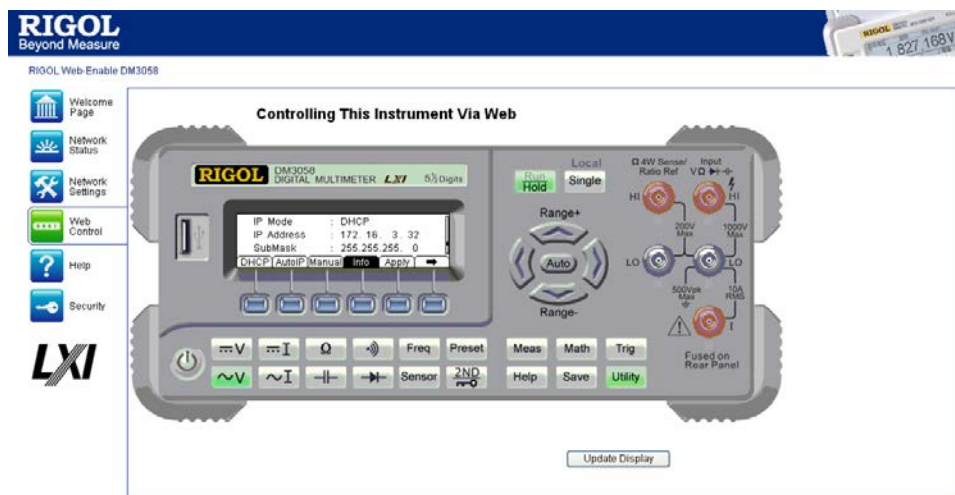 RIGOL
Beyond Measure
RIGOL
1.827,168V
RIGOL Web-Enable DM3058
Welcome
Page
Network
Status
Network
Settings
Web
Control
Help
Security
LXI
Controlling This Instrument Via Web
RIGOL
DM3058
DIGITAL MULTIMETER LXI 5½ Digits
IP Mode : DHCP
IP Address : 172. 16. 3. 32
SubMask : 255.255.255. 0
DHCP AutoIP Manual Info Apply
Run
Hold
Local
Single
Range+
Auto
Range-
Ω 4W Sense/
Ratio Ref
Input
VΩ
HI
HI
200V
Max
1000V
Max
LO
LO
500Vpk
Max
10A
RMS
I
Fused on
Rear Panel
V I Ω Freq Preset
~V ~I Sensor 2ND
Meas Math Trig
Help Save Utility
Update Display